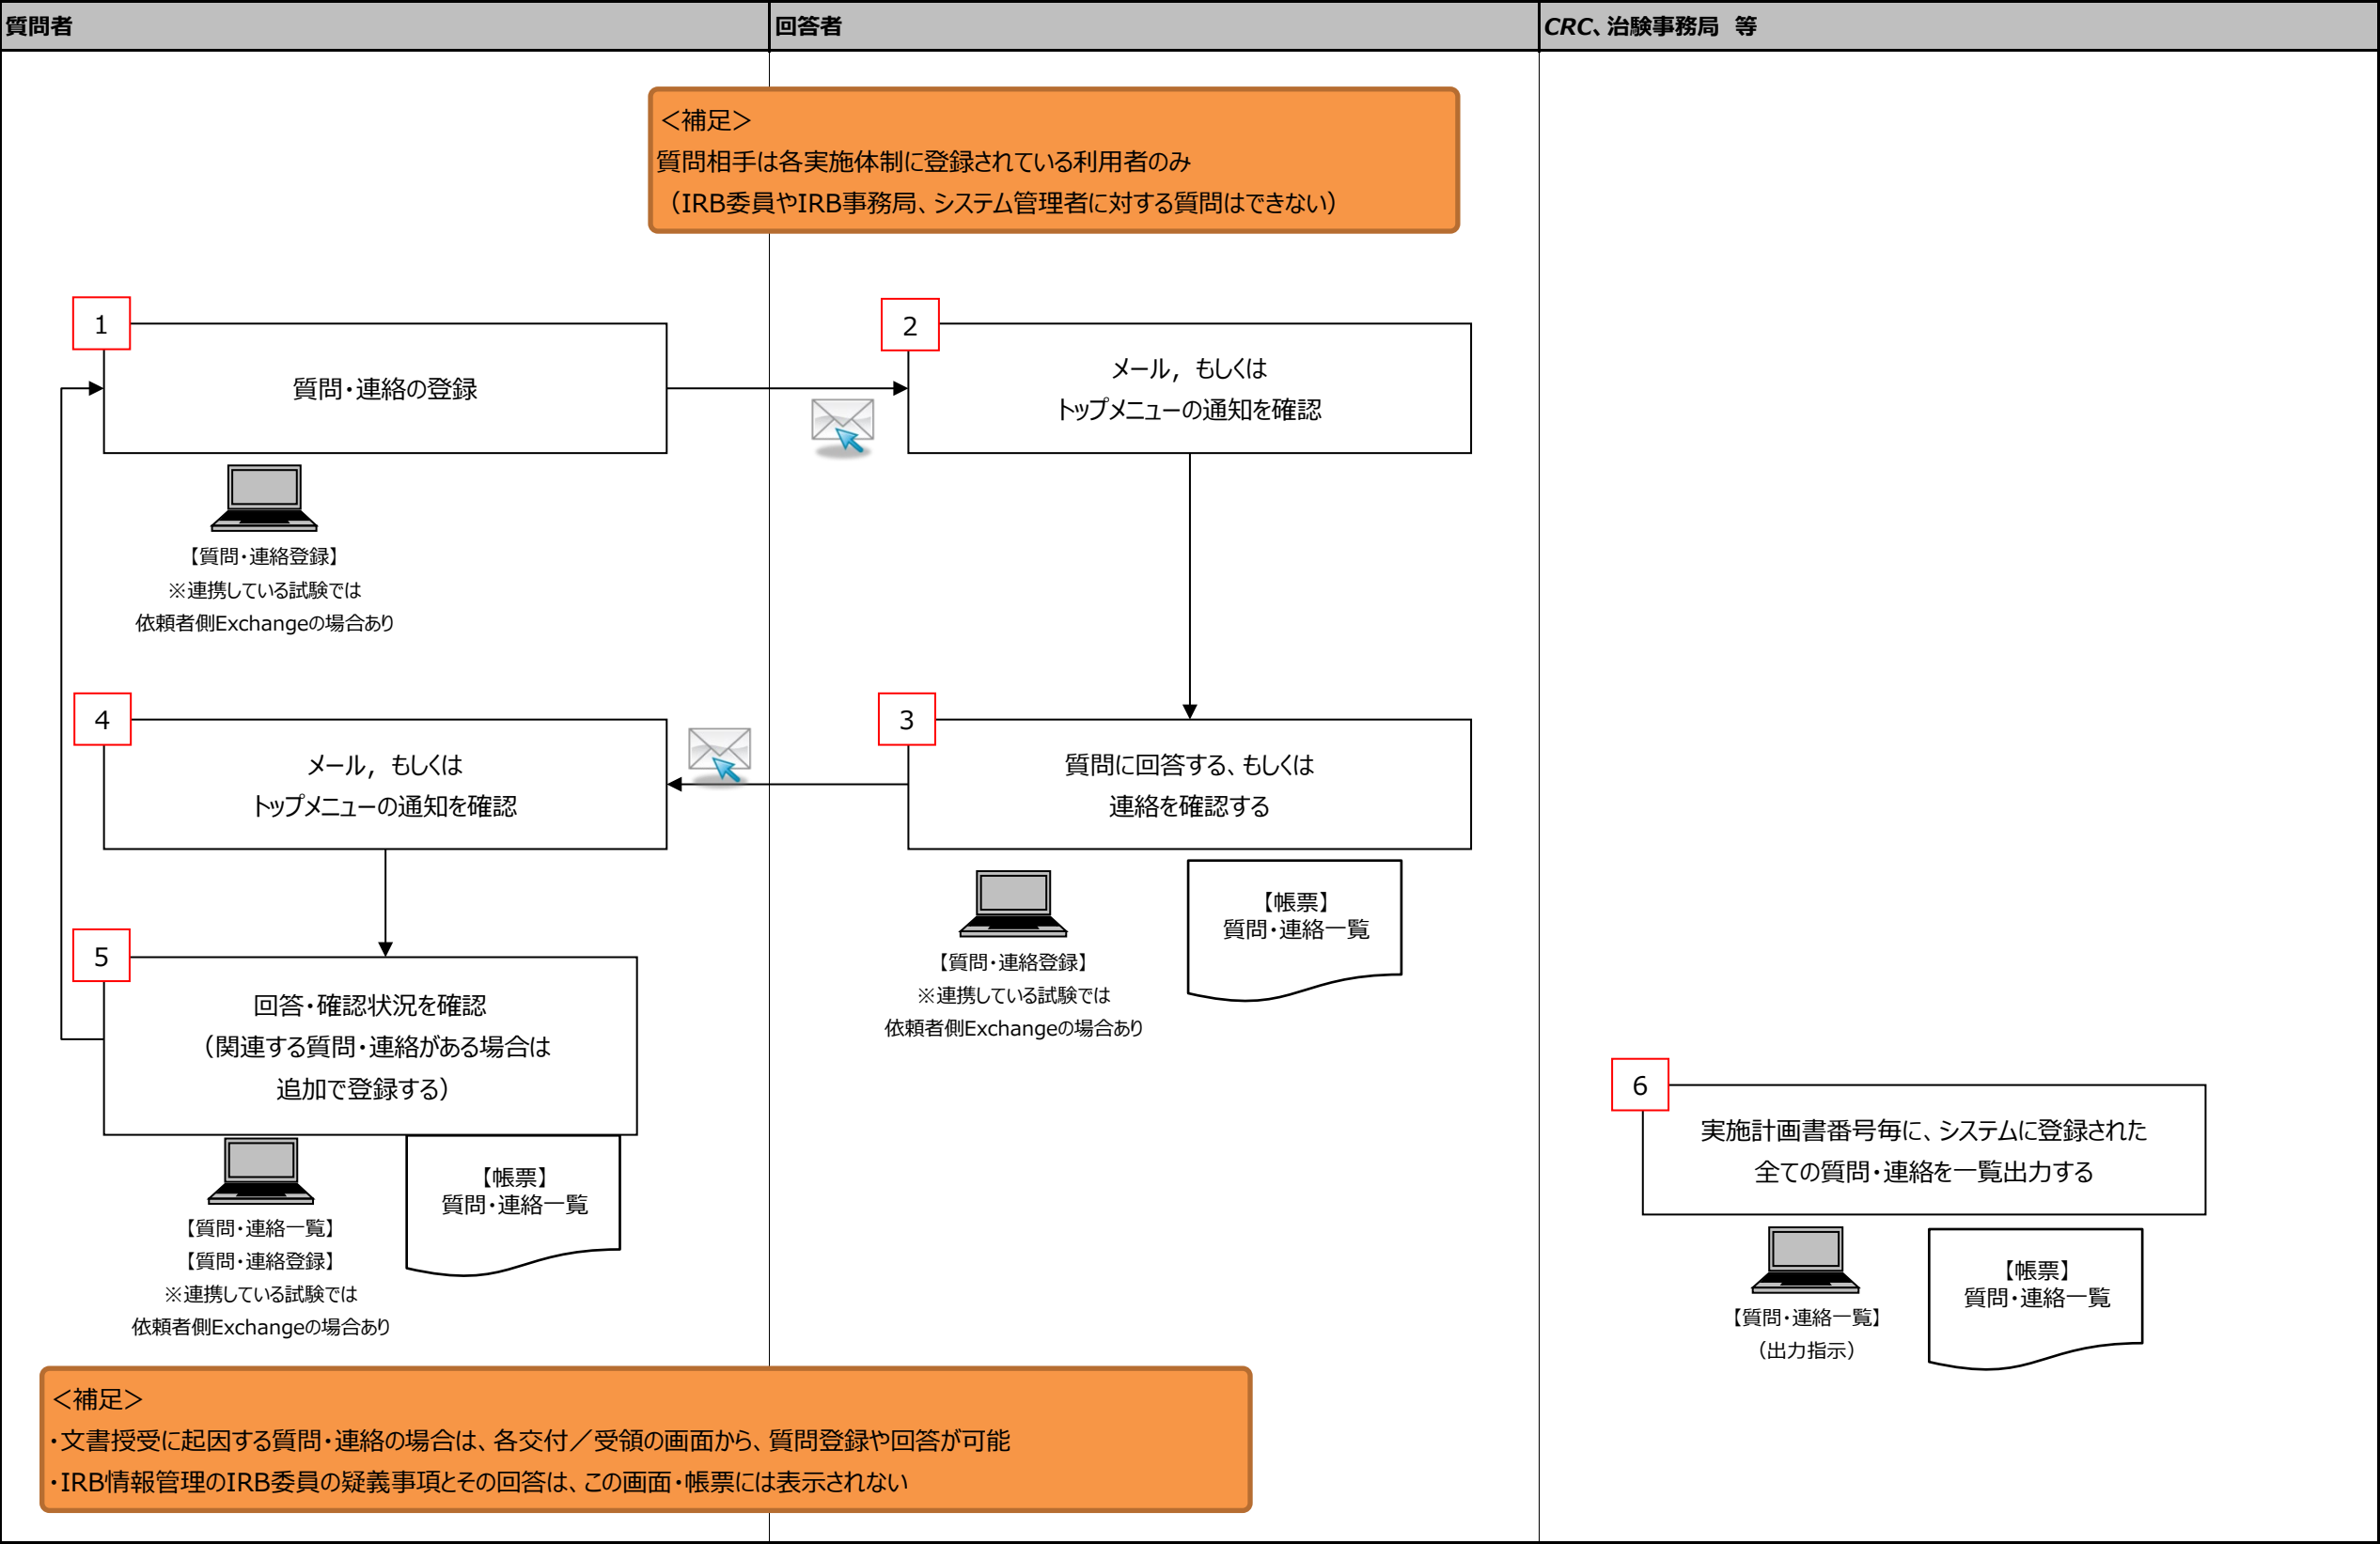 質問者
回答者
CRC、治験事務局　等
＜補足＞
質問相手は各実施体制に登録されている利用者のみ
（IRB委員やIRB事務局、システム管理者に対する質問はできない）
1
質問・連絡の登録
2
メール，もしくは
トップメニューの通知を確認
【質問・連絡登録】
※連携している試験では
依頼者側Exchangeの場合あり
4
メール，もしくは
トップメニューの通知を確認
3
質問に回答する、もしくは
連絡を確認する
【質問・連絡登録】
※連携している試験では
依頼者側Exchangeの場合あり
【帳票】
質問・連絡一覧
5
回答・確認状況を確認
（関連する質問・連絡がある場合は
追加で登録する）
【質問・連絡一覧】
【質問・連絡登録】
※連携している試験では
依頼者側Exchangeの場合あり
【帳票】
質問・連絡一覧
6
実施計画書番号毎に、システムに登録された
全ての質問・連絡を一覧出力する
【質問・連絡一覧】
（出力指示）
【帳票】
質問・連絡一覧
＜補足＞
・文書授受に起因する質問・連絡の場合は、各交付／受領の画面から、質問登録や回答が可能
・IRB情報管理のIRB委員の疑義事項とその回答は、この画面・帳票には表示されない